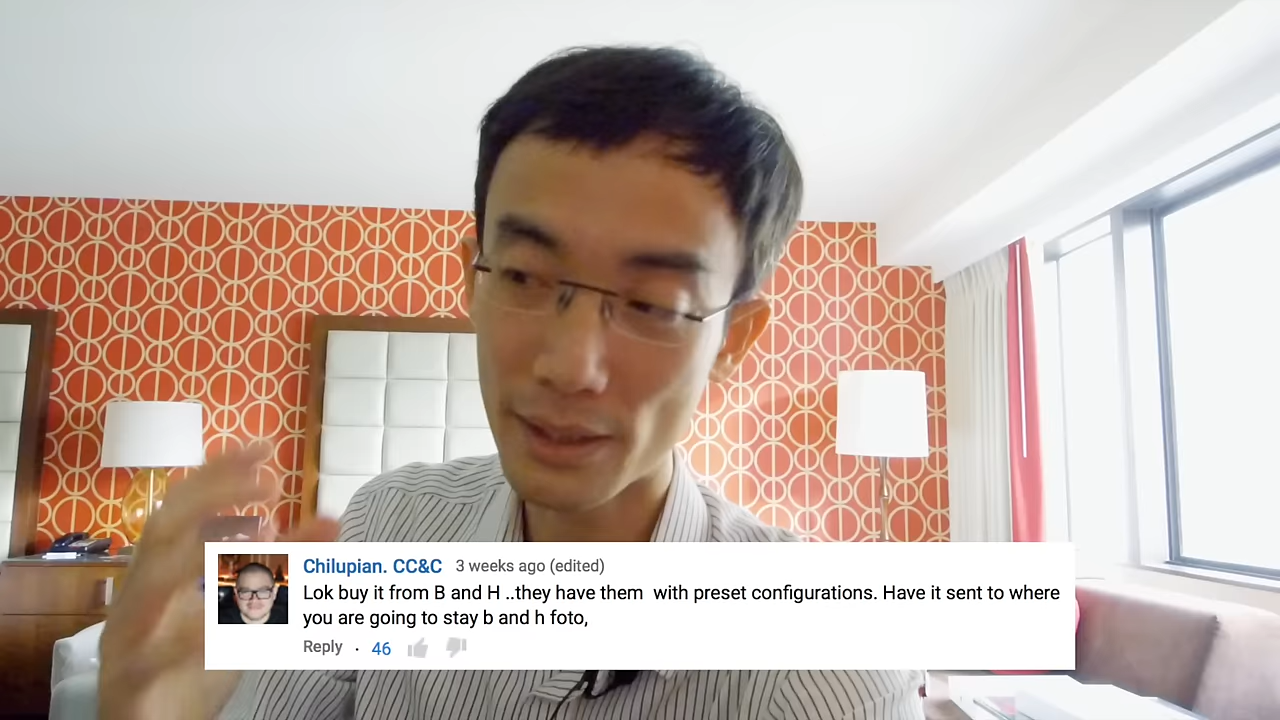 Chilupian. CC&C 3 weeks ago (edited)
Lok buy it from B and H ..they have them with preset configurations. Have it sent to where
you are going to stay b and h foto,
Reply · 46